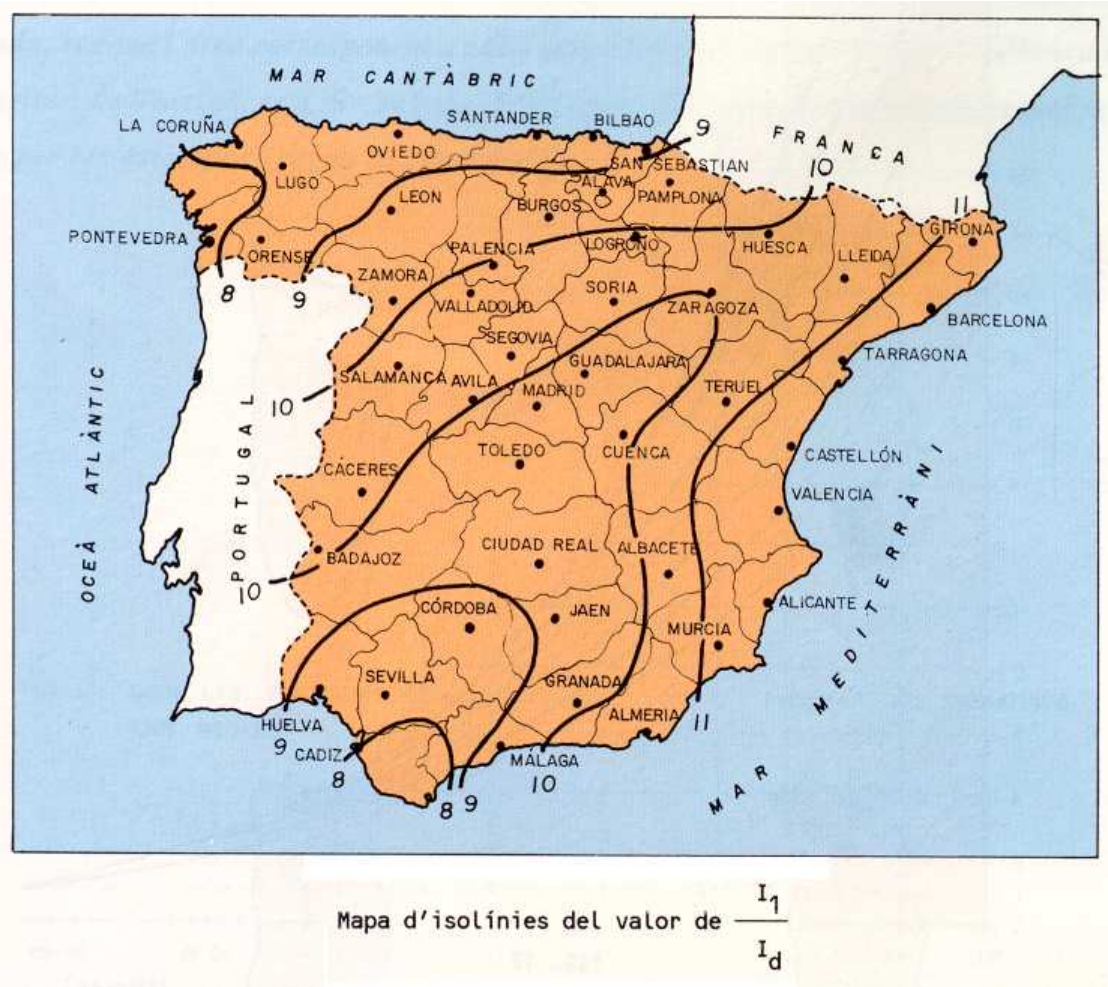 MAR CANTÀBRIC
LA CORUÑA
SANTANDER
BILBAO
9
FRANÇA
OVIEDO
SAN SEBASTIAN
10
LUGO
ALAVA
LEON
BURGOS
PAMPLONA
11
GIRONA
PONTEVEDRA
ORENSE
PALENCIA
LOGROÑO
HUESCA
LLEIDA
ZAMORA
8
9
VALLADOLID
SORIA
ZARAGOZA
BARCELONA
SEGOVIA
TARRAGONA
SALAMANCA
AVILA
GUADALAJARA
MADRID
TERUEL
10
OCEÀ ATLÀNTIC
PORTUGAL
TOLEDO
CUENCA
CASTELLÓN
CACERES
VALENCIA
BADAJOZ
CIUDAD REAL
ALBACETE
10
CÓRDOBA
JAEN
ALICANTE
MURCIA
MAR MEDITERRÀNI
SEVILLA
GRANADA
HUELVA
ALMERIA
11
9
CADIZ
MÁLAGA
8
10
8
9
Mapa d'isolínies del valor de I1
Id